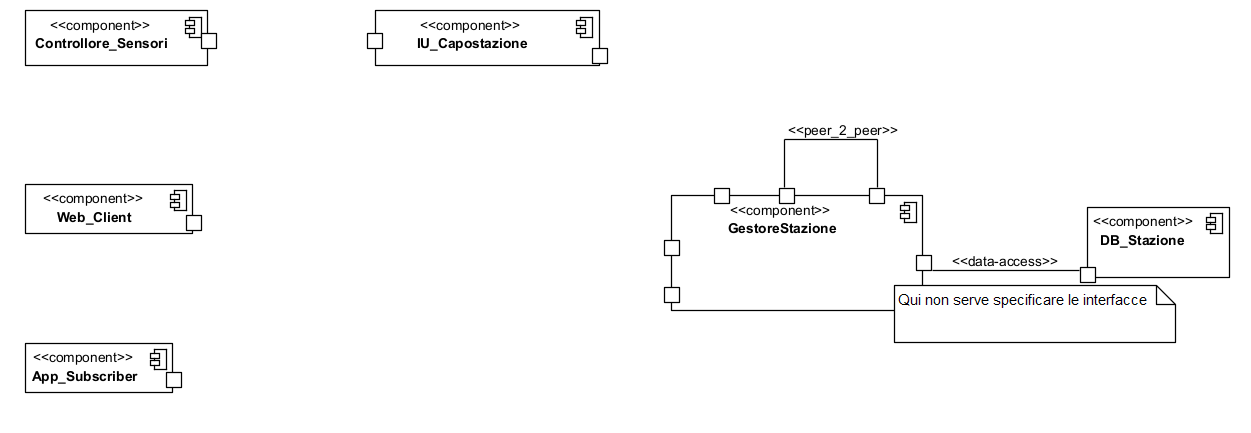 <<component>>
Controllore_Sensori
<<component>>
IU_Capostazione
<<peer_2_peer>>
<<component>>
Web_Client
<<component>>
GestoreStazione
<<component>>
DB_Stazione
<<data-access>>
Qui non serve specificare le interfacce
<<component>>
App_Subscriber